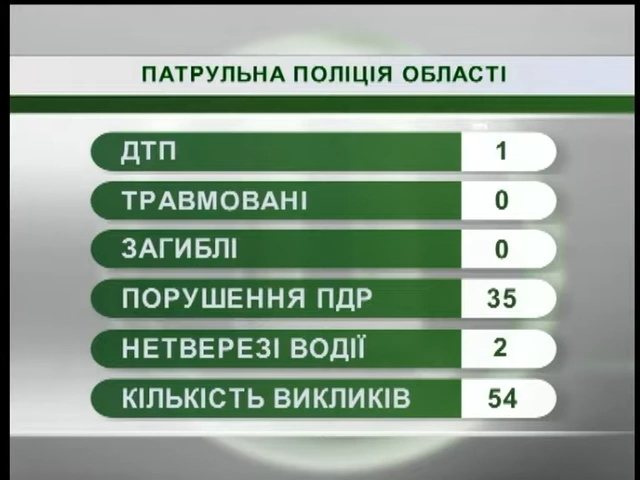 ПАТРУЛЬНА ПОЛІЦІЯ ОБЛАСТІ
ДТП 1
ТРАВМОВАНІ 0
ЗАГИБЛІ 0
ПОРУШЕННЯ ПДР 35
НЕТВЕРЕЗІ ВОДІЇ 2
КІЛЬКІСТЬ ВИКЛИКІВ 54